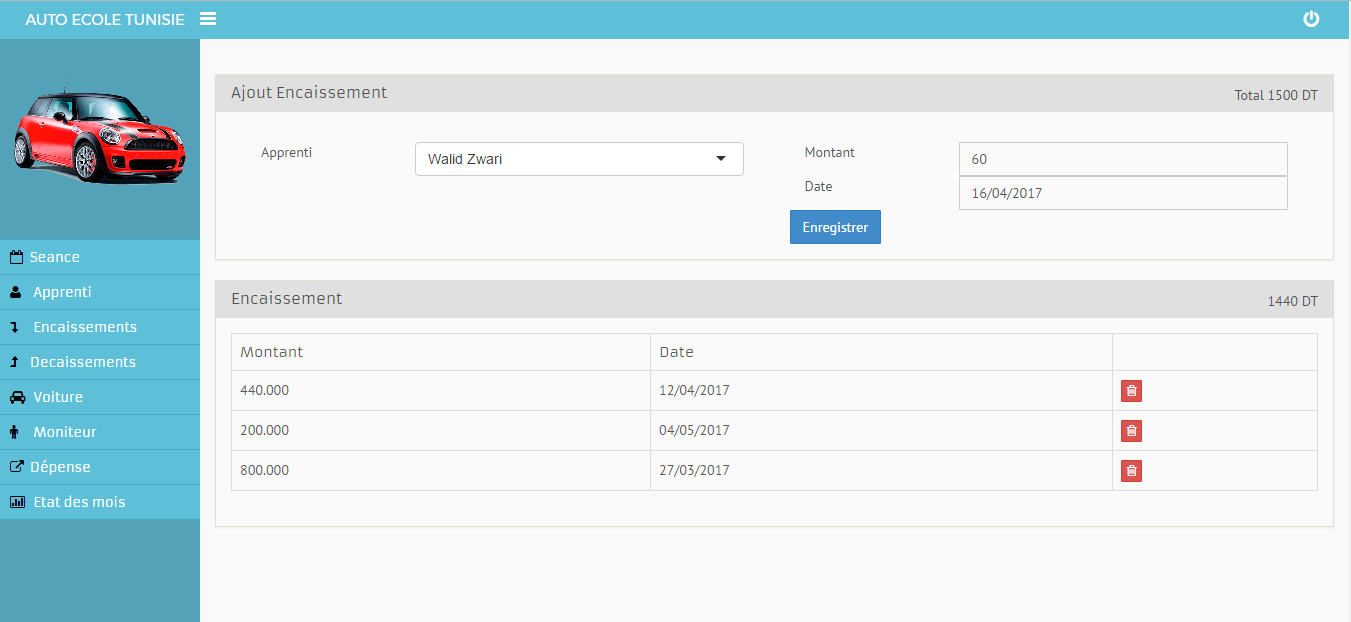 AUTO ECOLE TUNISIE
Seance
Apprenti
Encaissements
Decaissements
Voiture
Moniteur
Dépense
Etat des mois
Ajout Encaissement
Total 1500 DT
Apprenti
Walid Zwari
Montant
60
Date
16/04/2017
Enregistrer
Encaissement
1440 DT
Montant Date
440.000 12/04/2017
200.000 04/05/2017
800.000 27/03/2017